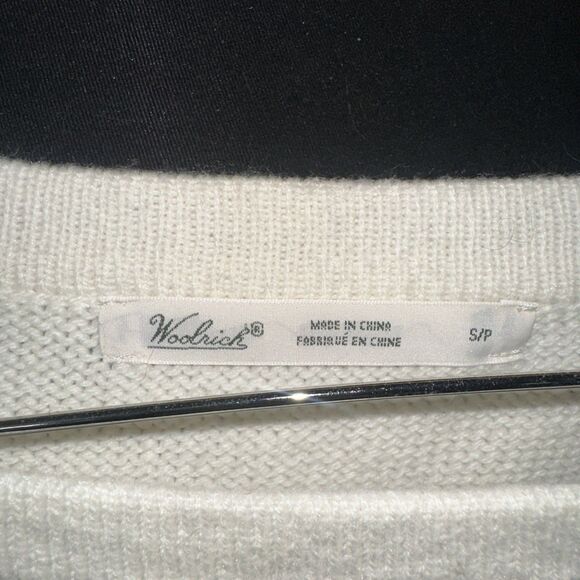 Woolrich®
MADE IN CHINA
FABRIQUÉ EN CHINE
S/P